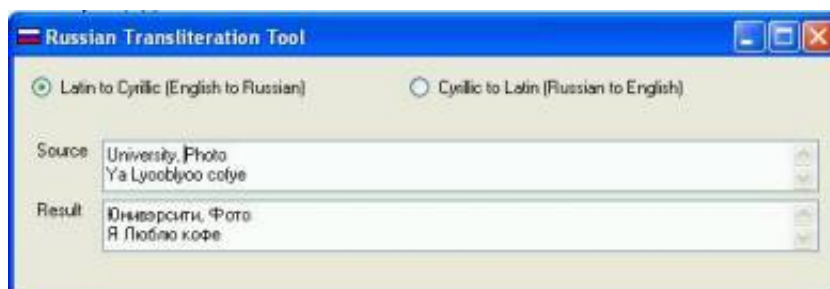 Russian Transliteration Tool
Latin to Cyrillic (English to Russian)
Cyrillic to Latin (Russian to English)
Source
University, Photo
Ya Lyooblyoo cofye
Result
Юниверсити, Фото
Я Люблю кофе